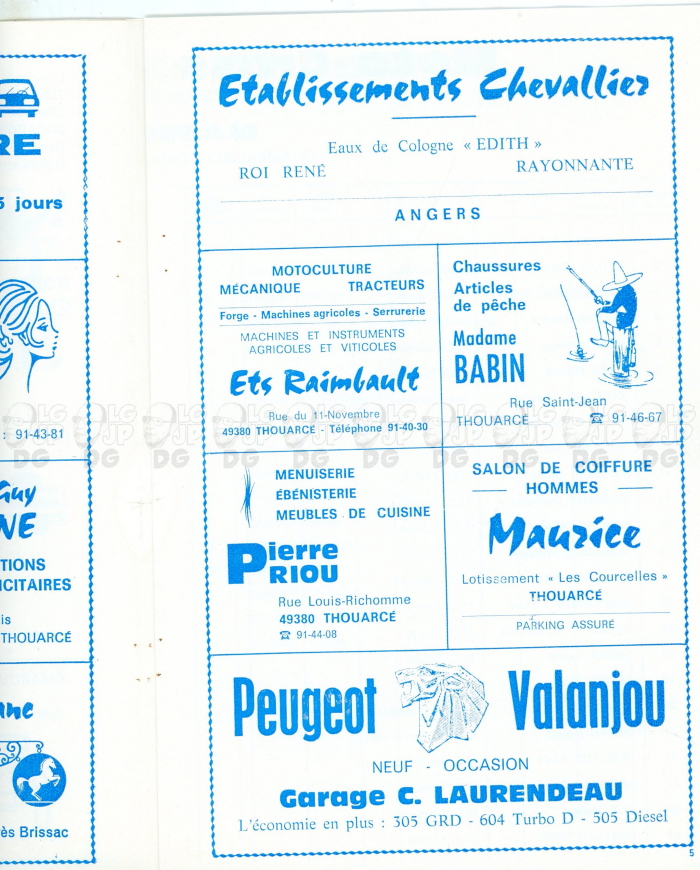 RE
5 jours
: 91-43-81
Guy
NE
TIONS
ICITAIRES
is
THOUARCÉ
ane
ès Brissac
Etablissements Chevallier
Eaux de Cologne « EDITH »
ROI RENÉ RAYONNANTE
ANGERS
MOTOCULTURE
MÉCANIQUE TRACTEURS
Forge - Machines agricoles - Serrurerie
MACHINES ET INSTRUMENTS
AGRICOLES ET VITICOLES
Ets Raimbault
Rue du 11-Novembre
49380 THOUARCÉ - Téléphone 91-40-30
Chaussures
Articles
de pêche
Madame
BABIN
Rue Saint-Jean
THOUARCÉ ☎ 91-46-67
MENUISERIE
ÉBÉNISTERIE
MEUBLES DE CUISINE
Pierre
PRIOU
Rue Louis-Richomme
49380 THOUARCÉ
☎ 91-44-08
SALON DE COIFFURE
HOMMES
Maurice
Lotissement « Les Courcelles »
THOUARCÉ
PARKING ASSURÉ
Peugeot Valanjou
NEUF - OCCASION
Garage C. LAURENDEAU
L'économie en plus : 305 GRD - 604 Turbo D - 505 Diesel
5